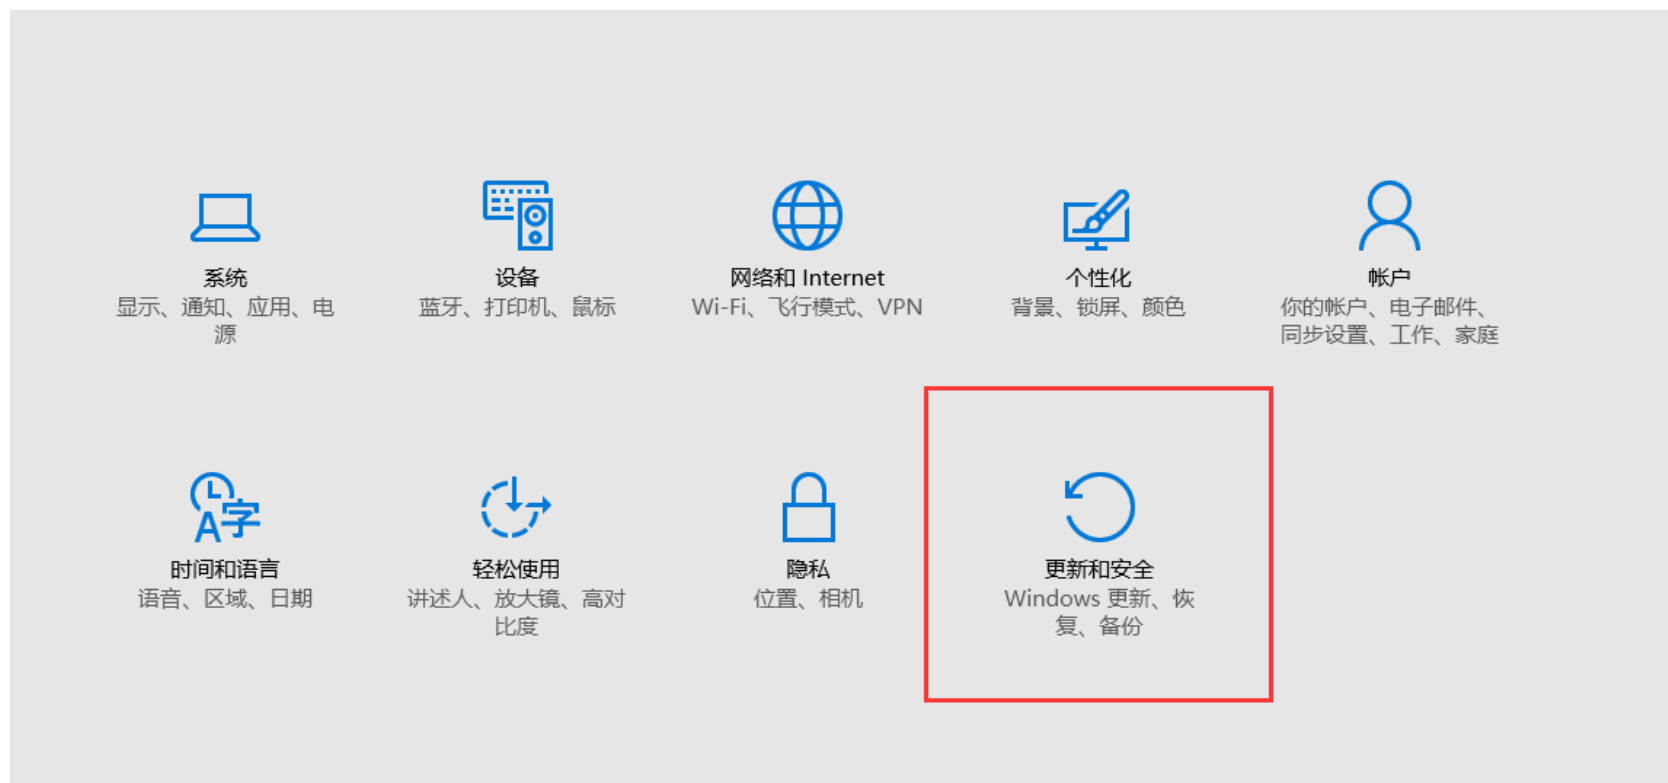 系统
显示、通知、应用、电
源
设备
蓝牙、打印机、鼠标
网络和 Internet
Wi-Fi、飞行模式、VPN
个性化
背景、锁屏、颜色
帐户
你的帐户、电子邮件、
同步设置、工作、家庭
A字
时间和语言
语音、区域、日期
轻松使用
讲述人、放大镜、高对
比度
隐私
位置、相机
更新和安全
Windows 更新、恢
复、备份